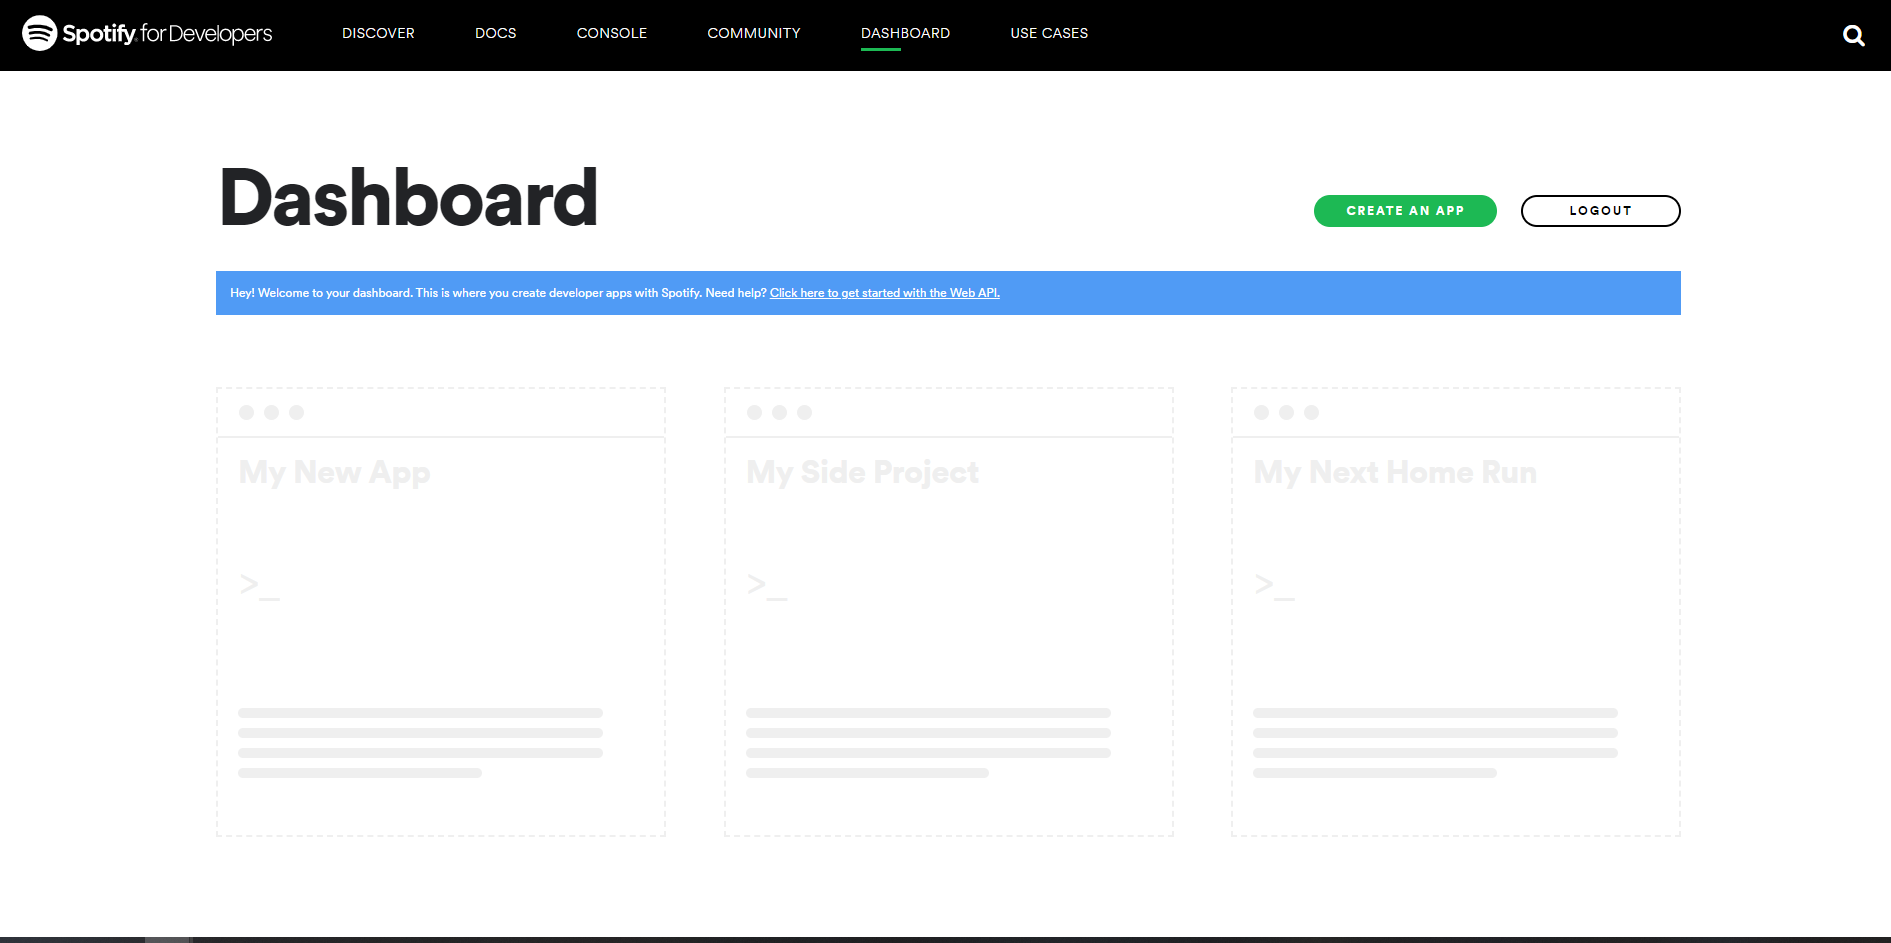 Spotify for Developers
DISCOVER
DOCS
CONSOLE
COMMUNITY
DASHBOARD
USE CASES
Dashboard
CREATE AN APP
LOGOUT
Hey! Welcome to your dashboard. This is where you create developer apps with Spotify. Need help? Click here to get started with the Web API.
My New App
>_
My Side Project
>_
My Next Home Run
>_